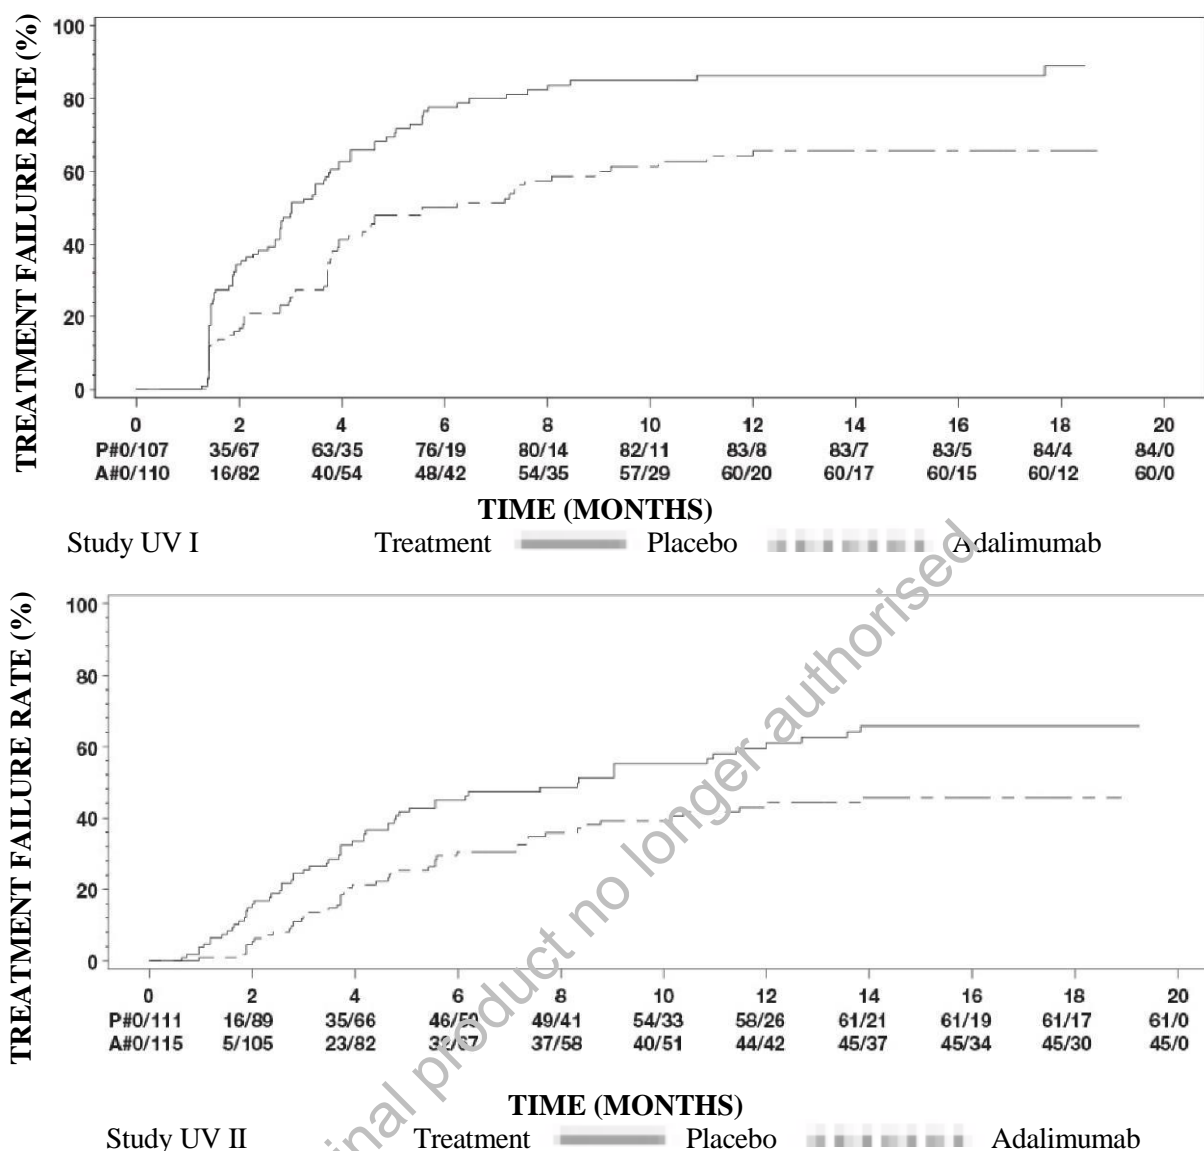 TREATMENT FAILURE RATE (%)
100
80
60
40
20
0
0 2 4 6 8 10 12 14 16 18 20
P#0/107 35/67 63/35 76/19 80/14 82/11 83/8 83/7 83/5 84/4 84/0
A#0/110 16/82 40/54 48/42 54/35 57/29 60/20 60/17 60/15 60/12 60/0
TIME (MONTHS)
Study UV I Treatment Placebo Adalimumab
TREATMENT FAILURE RATE (%)
100
80
60
40
20
0
0 2 4 6 8 10 12 14 16 18 20
P#0/111 16/89 35/66 49/41 54/33 58/26 61/21 61/19 61/17 61/0
A#0/115 5/105 23/82 37/58 40/51 44/42 45/37 45/34 45/30 45/0
TIME (MONTHS)
Study UV II Treatment Placebo Adalimumab
product no longer authorised